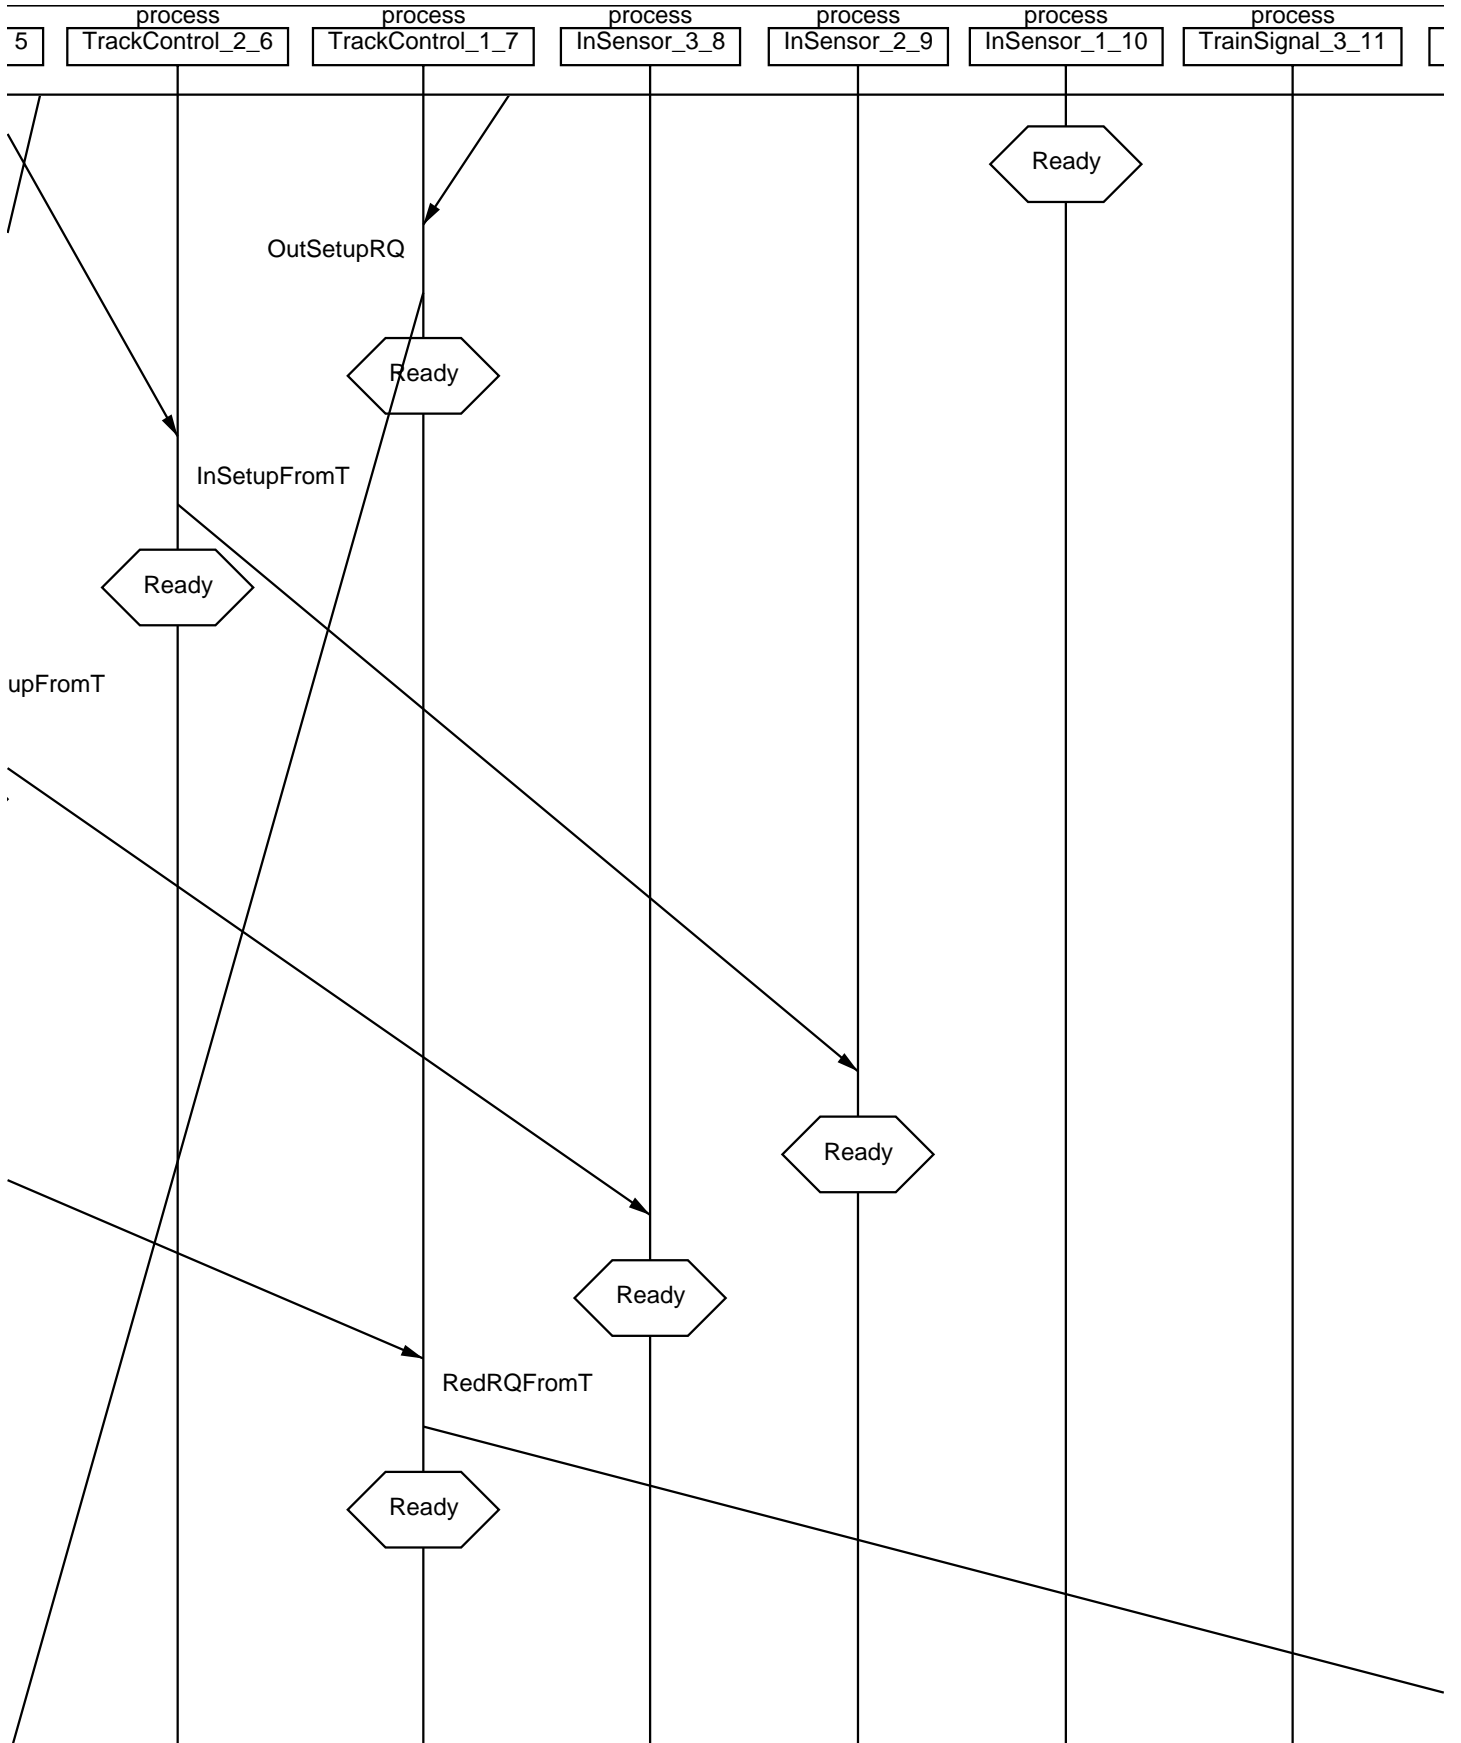 process process process process process process
5 TrackControl_2_6 TrackControl_1_7 InSensor_3_8 InSensor_2_9 InSensor_1_10 TrainSignal_3_11
Ready
OutSetupRQ
Ready
InSetupFromT
Ready
upFromT
Ready
Ready
RedRQFromT
Ready